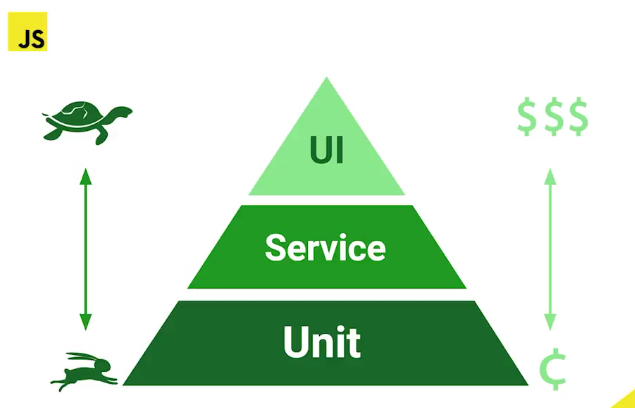 JS
$$$
UI
Service
Unit
¢